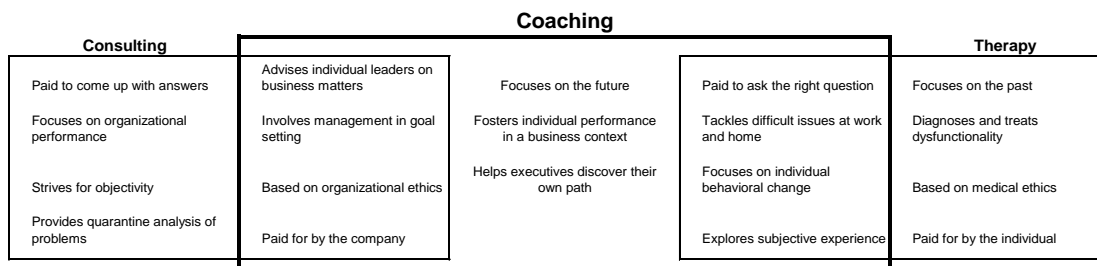 Coaching
Consulting
Therapy
Paid to come up with answers
Advises individual leaders on
business matters
Focuses on the future
Paid to ask the right question
Focuses on the past
Focuses on organizational
performance
Involves management in goal
setting
Fosters individual performance
in a business context
Tackles difficult issues at work
and home
Diagnoses and treats
dysfunctionality
Strives for objectivity
Based on organizational ethics
Helps executives discover their
own path
Focuses on individual
behavioral change
Based on medical ethics
Provides quarantine analysis of
problems
Paid for by the company
Explores subjective experience
Paid for by the individual